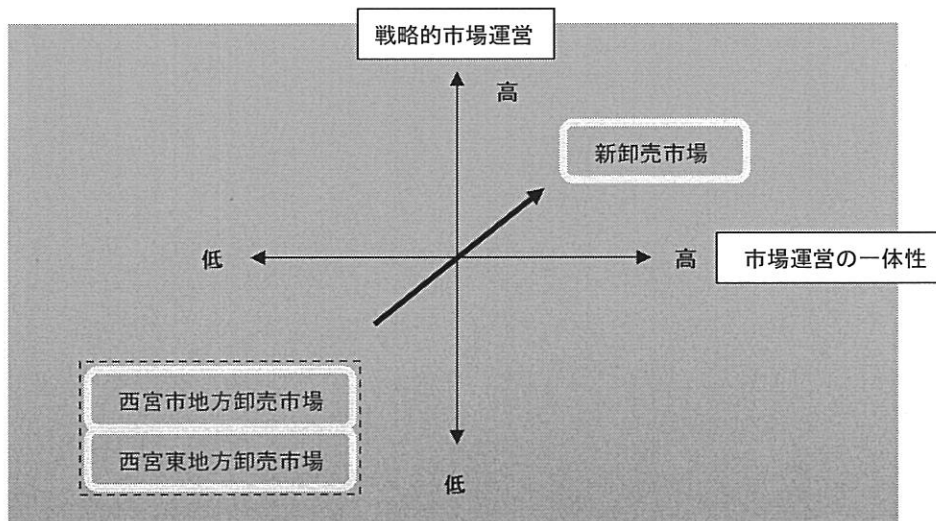 戦略的市場運営
高
新卸売市場
低
高
市場運営の一体性
西宮市地方卸売市場
西宮東地方卸売市場
低